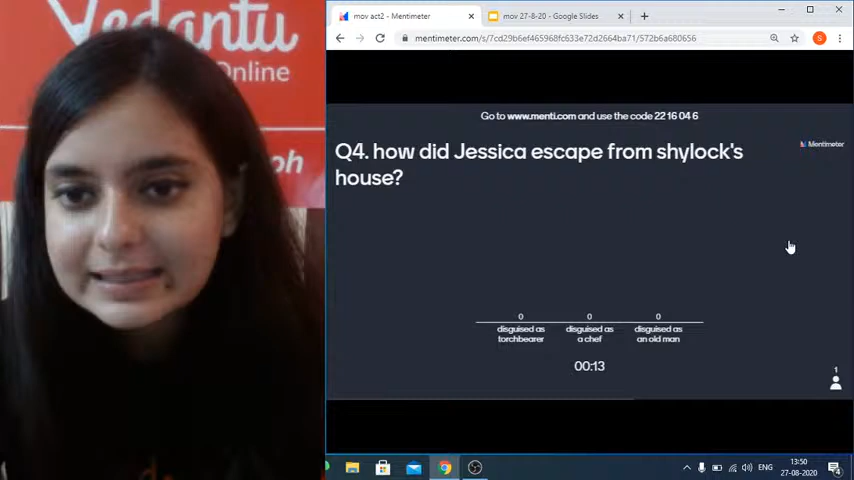 Vedantu
Online
oh
mov act2 - Mentimeter
mov 27-8-20 - Google Slides
mentimeter.com/s/7cd29b6ef465968fc633e72d2664ba71/572b6a680656
S
Go to www.menti.com and use the code 22 16 04 6
Mentimeter
Q4. how did Jessica escape from shylock's
house?
0 0 0
disguised as torchbearer
disguised as a chef
disguised as an old man
00:13
1
ENG
13:50
27-08-2020
4